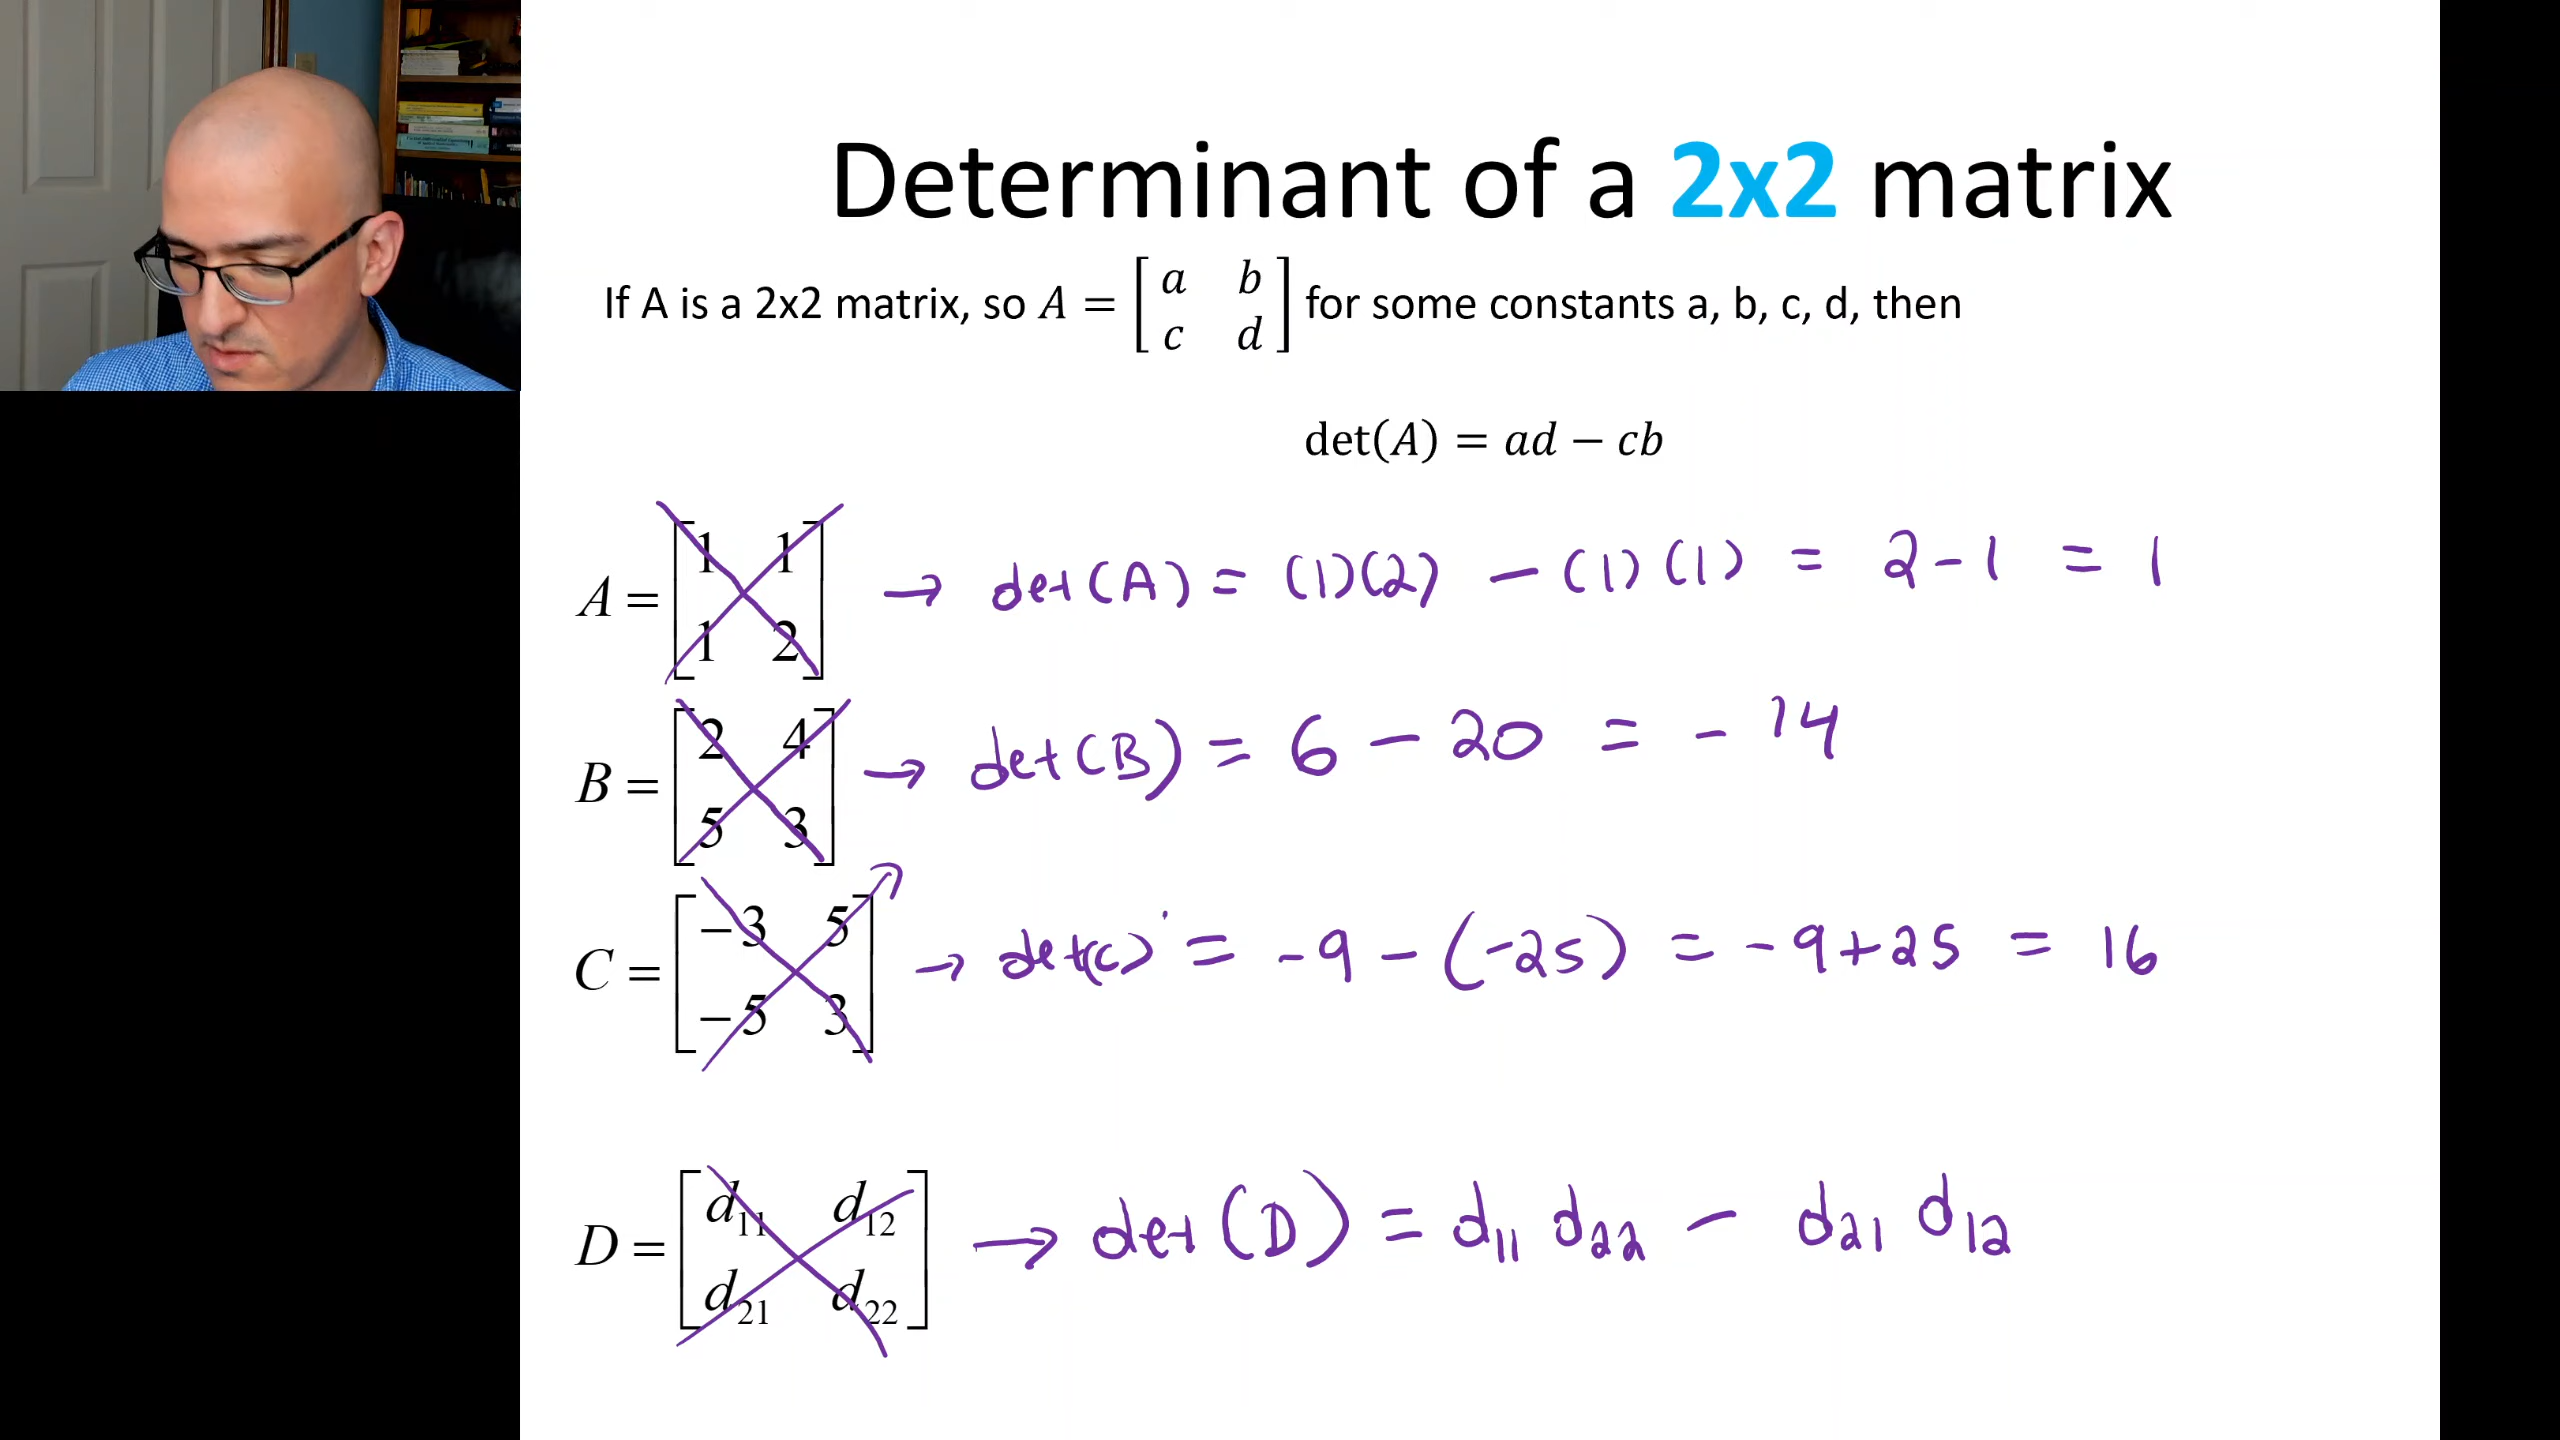 Determinant of a 2x2 matrix
If A is a 2x2 matrix, so A = [a b; c d] for some constants a, b, c, d, then
det(A) = ad − cb
A = [1 1; 1 2] → det(A) = (1)(2) − (1)(1) = 2 - 1 = 1
B = [2 4; 5 3] → det(B) = 6 − 20 = - 14
C = [−3 5; −5 3] → det(C) = -9 - (-25) = -9+25 = 16
D = [d₁₁ d₁₂; d₂₁ d₂₂] → det(D) = d₁₁ d₂₂ − d₂₁ d₁₂